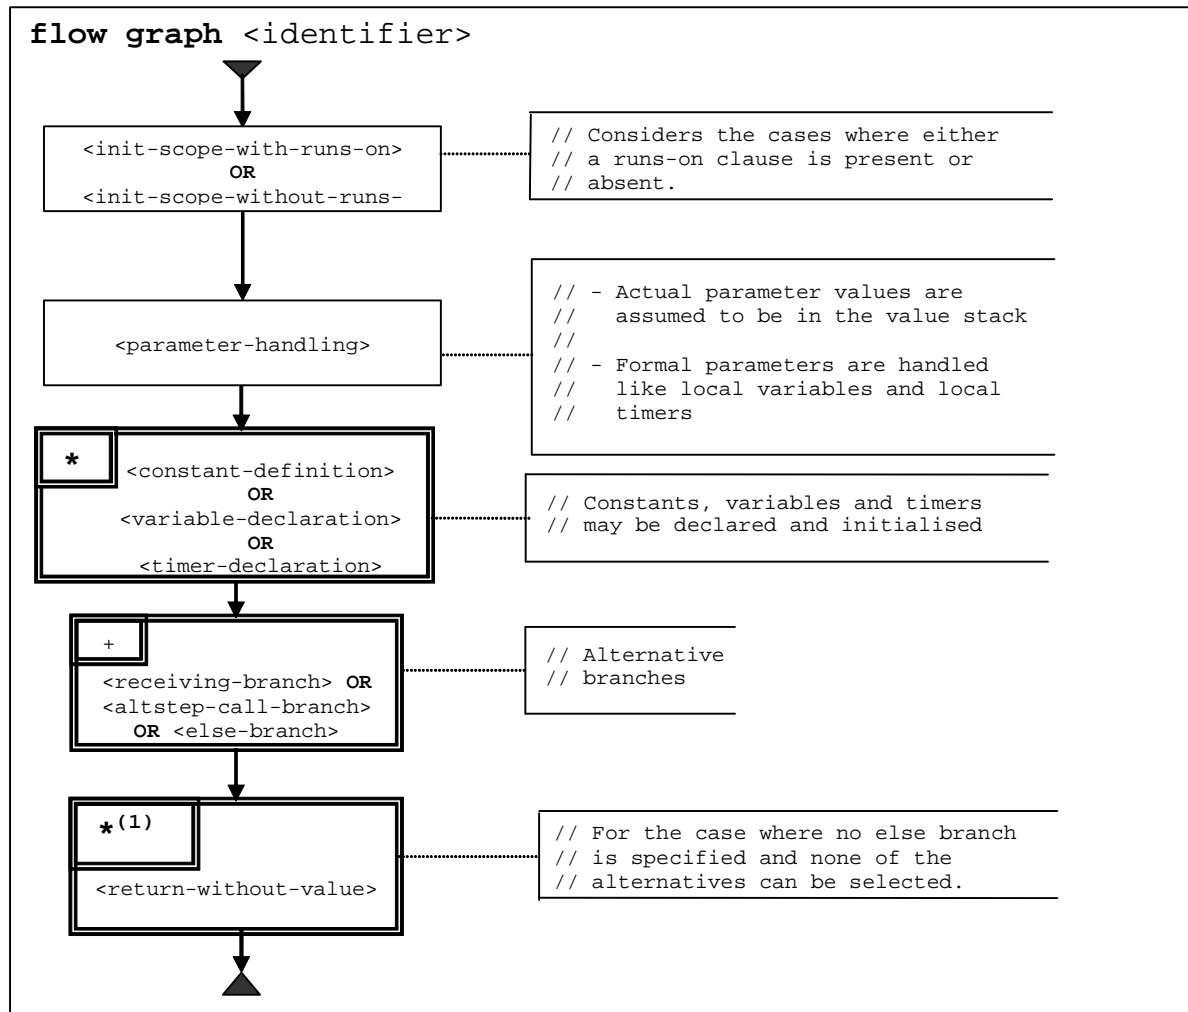 flow graph <identifier>
<init-scope-with-runs-on>
OR
<init-scope-without-runs-
// Considers the cases where either
// a runs-on clause is present or
// absent.
<parameter-handling>
// - Actual parameter values are
//   assumed to be in the value stack
//
// - Formal parameters are handled
//   like local variables and local
//   timers
*
<constant-definition>
OR
<variable-declaration>
OR
<timer-declaration>
// Constants, variables and timers
// may be declared and initialised
+
<receiving-branch> OR
<altstep-call-branch>
OR <else-branch>
// Alternative
// branches
*(1)
<return-without-value>
// For the case where no else branch
// is specified and none of the
// alternatives can be selected.